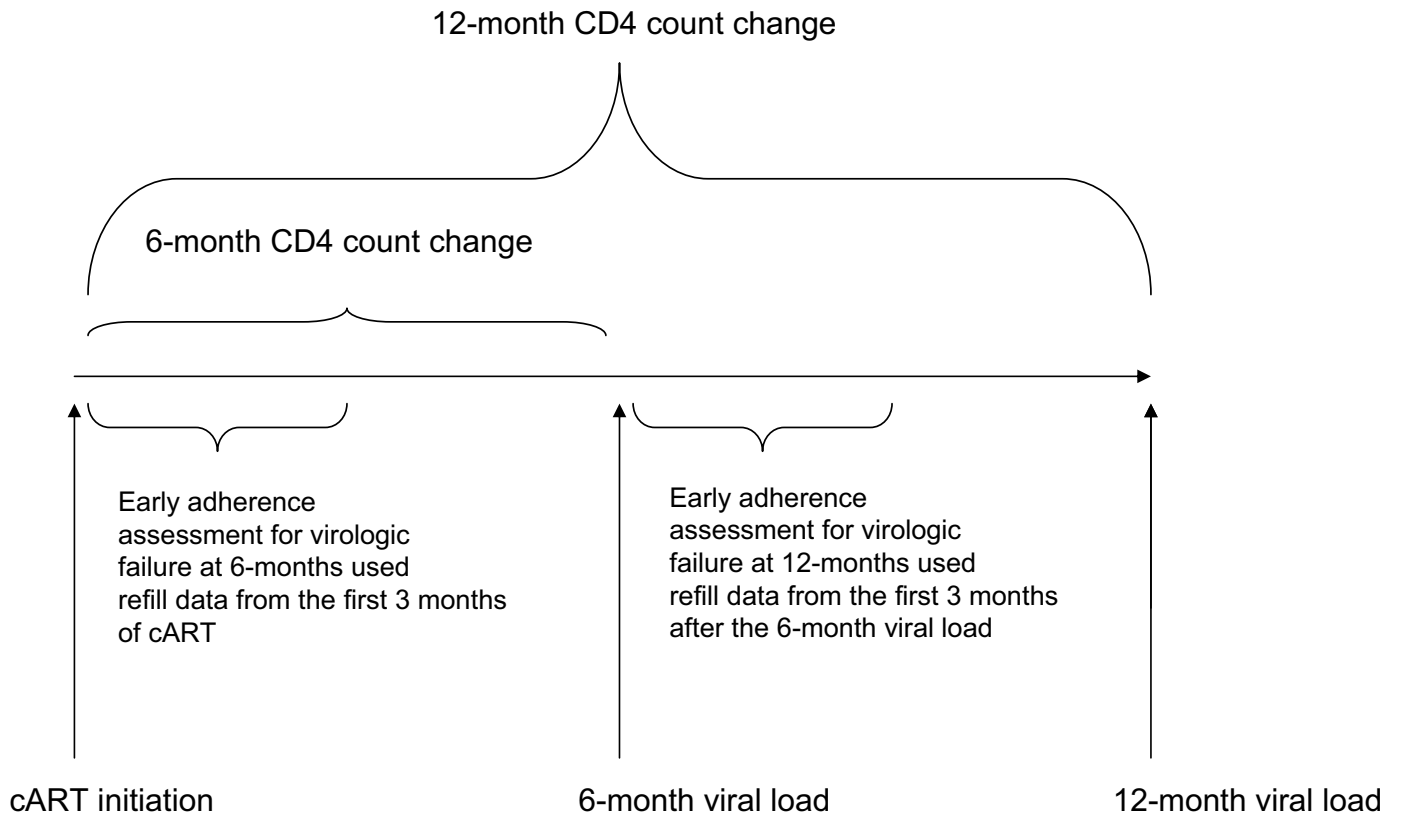 12-month CD4 count change
6-month CD4 count change
Early adherence
assessment for virologic
failure at 6-months used
refill data from the first 3 months
of cART
Early adherence
assessment for virologic
failure at 12-months used
refill data from the first 3 months
after the 6-month viral load
cART initiation
6-month viral load
12-month viral load